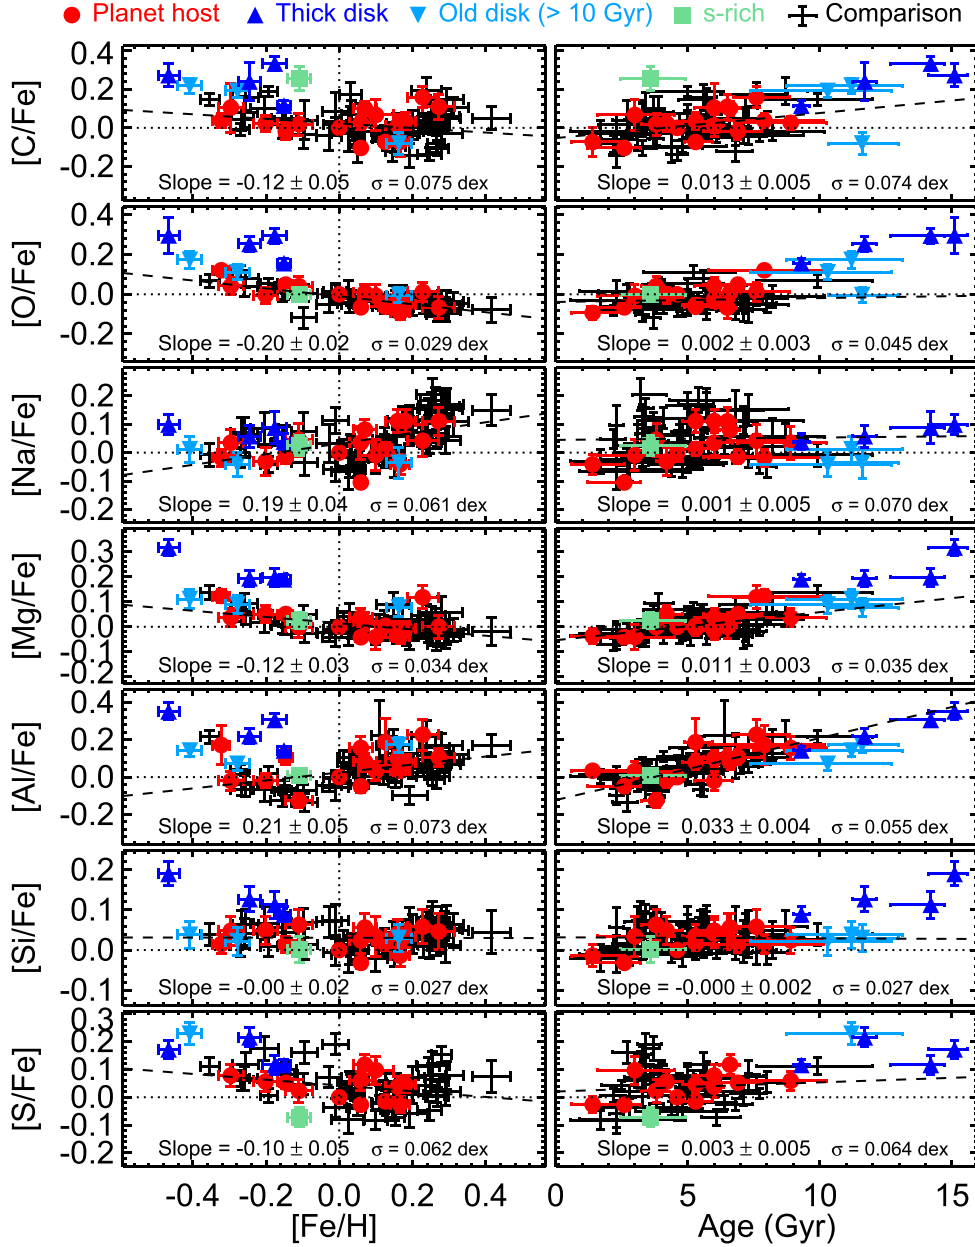 Planet host Thick disk Old disk (> 10 Gyr) s-rich Comparison
[C/Fe]
0.4
0.2
0.0
-0.2
Slope = -0.12 ± 0.05 σ = 0.075 dex
Slope = 0.013 ± 0.005 σ = 0.074 dex
[O/Fe]
0.4
0.2
0.0
-0.2
Slope = -0.20 ± 0.02 σ = 0.029 dex
Slope = 0.002 ± 0.003 σ = 0.045 dex
[Na/Fe]
0.2
0.1
0.0
-0.1
-0.2
Slope = 0.19 ± 0.04 σ = 0.061 dex
Slope = 0.001 ± 0.005 σ = 0.070 dex
[Mg/Fe]
0.3
0.2
0.1
0.0
-0.1
-0.2
Slope = -0.12 ± 0.03 σ = 0.034 dex
Slope = 0.011 ± 0.003 σ = 0.035 dex
[Al/Fe]
0.4
0.2
0.0
-0.2
Slope = 0.21 ± 0.05 σ = 0.073 dex
Slope = 0.033 ± 0.004 σ = 0.055 dex
[Si/Fe]
0.2
0.1
0.0
-0.1
Slope = -0.00 ± 0.02 σ = 0.027 dex
Slope = -0.000 ± 0.002 σ = 0.027 dex
[S/Fe]
0.3
0.2
0.1
0.0
-0.1
-0.2
Slope = -0.10 ± 0.05 σ = 0.062 dex
Slope = 0.003 ± 0.005 σ = 0.064 dex
-0.4 -0.2 0.0 0.2 0.4
0 5 10 15
[Fe/H]
Age (Gyr)